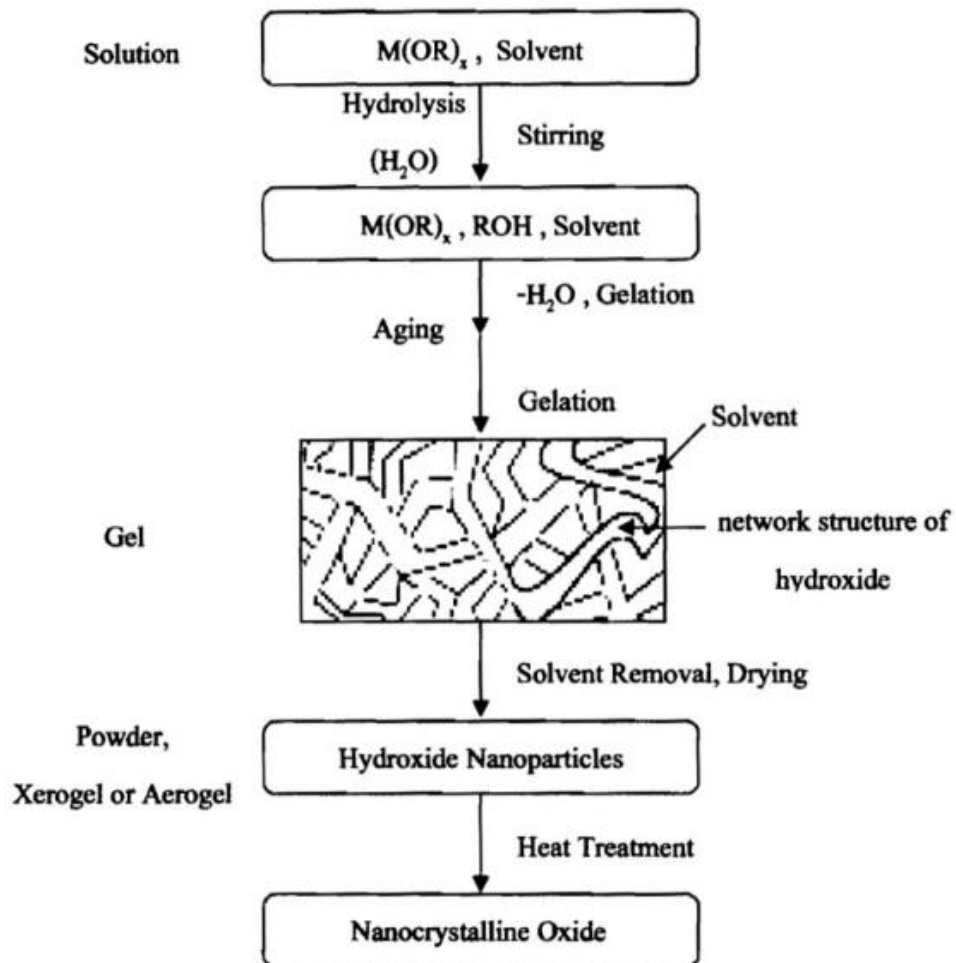 Solution
M(OR)ₓ , Solvent
Hydrolysis
Stirring
(H₂O)
M(OR)ₓ , ROH , Solvent
-H₂O , Gelation
Aging
Gelation
Solvent
Gel
network structure of
hydroxide
Solvent Removal, Drying
Powder,
Xerogel or Aerogel
Hydroxide Nanoparticles
Heat Treatment
Nanocrystalline Oxide